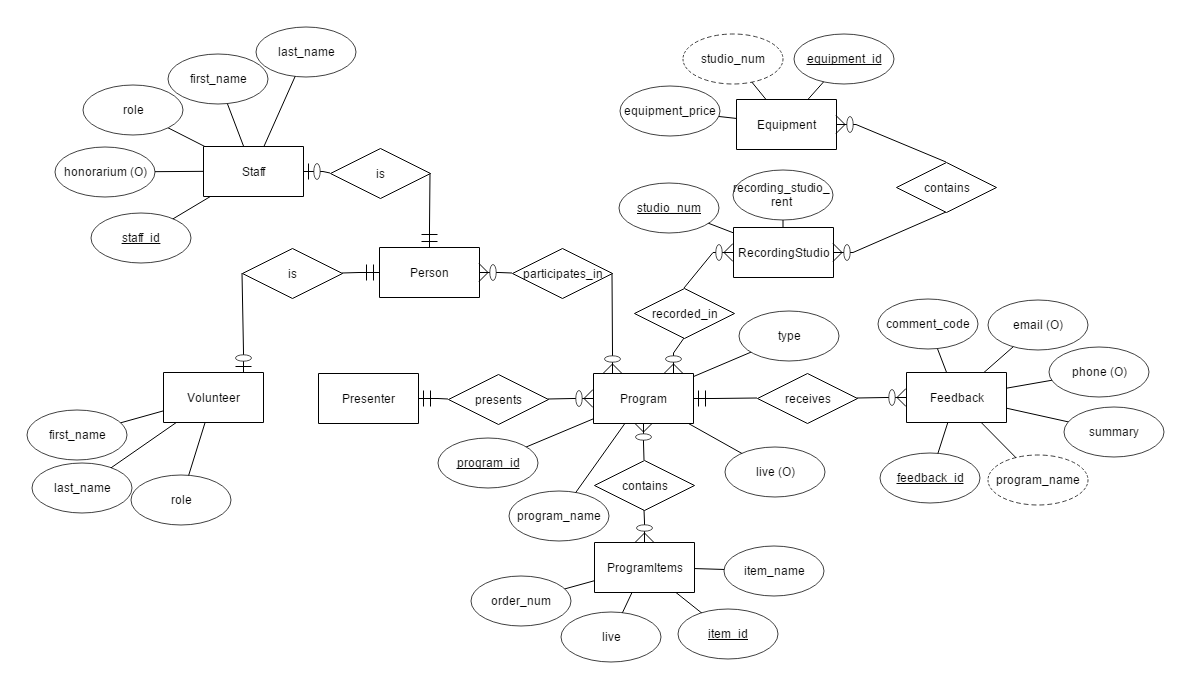 last_name
first_name
role
honorarium (O)
Staff
staff_id
is
studio_num
equipment_id
equipment_price
Equipment
contains
recording_studio_
rent
studio_num
RecordingStudio
is
Person
participates_in
recorded_in
type
comment_code
email (O)
phone (O)
Volunteer
Presenter
presents
Program
receives
Feedback
summary
first_name
last_name
role
program_id
program_name
contains
live (O)
feedback_id
program_name
ProgramItems
item_name
order_num
live
item_id